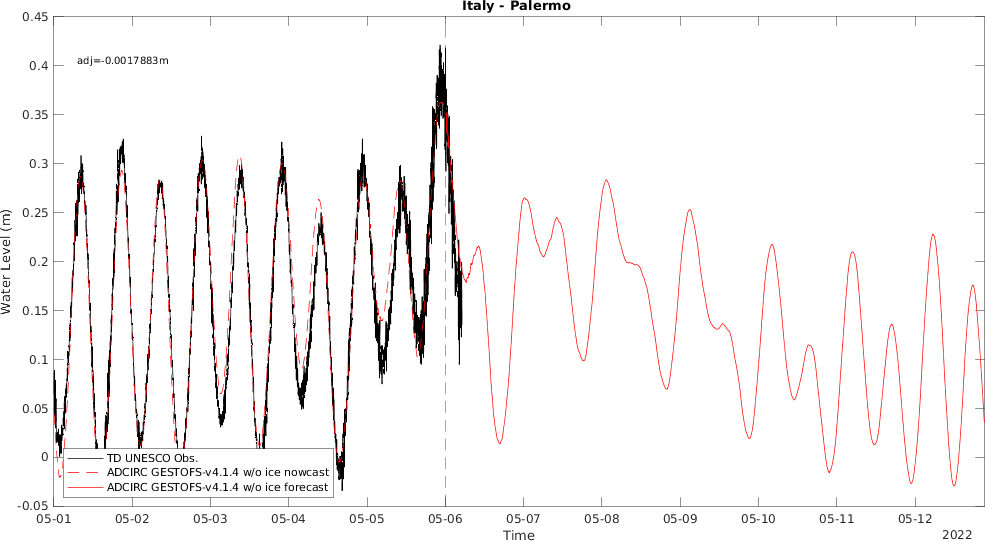 Italy - Palermo
adj=-0.0017883m
Water Level (m)
0.45
0.4
0.35
0.3
0.25
0.2
0.15
0.1
0.05
0
-0.05
TD UNESCO Obs.
ADCIRC GESTOFS-v4.1.4 w/o ice nowcast
ADCIRC GESTOFS-v4.1.4 w/o ice forecast
05-01 05-02 05-03 05-04 05-05 05-06 05-07 05-08 05-09 05-10 05-11 05-12
Time
2022